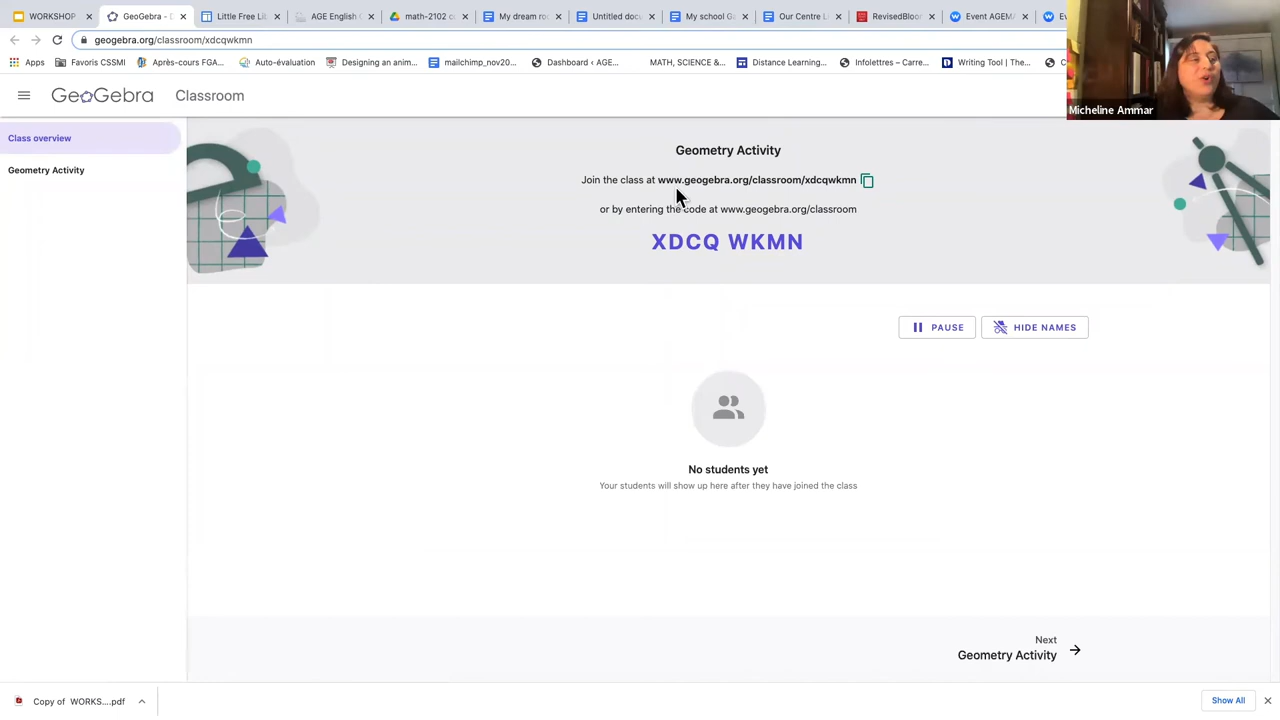 WORKSHOP
GeoGebra - D
Little Free Li
AGE English C
math-2102 c
My dream ro
Untitled docu
My school G
Our Centre L
RevisedBloo
Event AGEMA
Ev
geogebra.org/classroom/xdcqwkmn
Apps
Favoris CSSMI
Après-cours FGA...
Auto-évaluation
Designing an anim...
mailchimp_nov20...
Dashboard ‹ AGE...
MATH, SCIENCE &...
Distance Learning...
Infolettres – Carre...
Writing Tool | The...
Micheline Ammar
GeoGebra
Classroom
Class overview
Geometry Activity
Geometry Activity
Join the class at www.geogebra.org/classroom/xdcqwkmn
or by entering the code at www.geogebra.org/classroom
XDCQ WKMN
PAUSE
HIDE NAMES
No students yet
Your students will show up here after they have joined the class
Next
Geometry Activity
Copy of WORKS....pdf
Show All